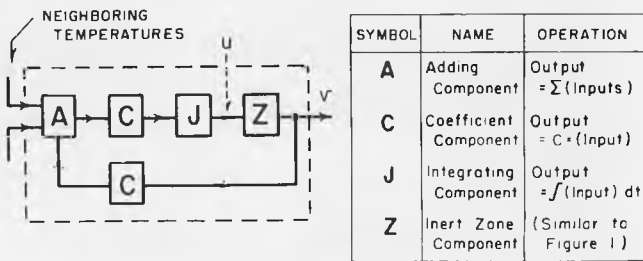 NEIGHBORING
TEMPERATURES
u
A
C
J
Z
v
C
SYMBOL
NAME
OPERATION
A
Adding
Component
Output
=Σ(Inputs)
C
Coefficient
Component
Output
= C•(Input)
J
Integrating
Component
Output
=∫(Input) dt
Z
Inert Zone
Component
(Similar to
Figure 1)